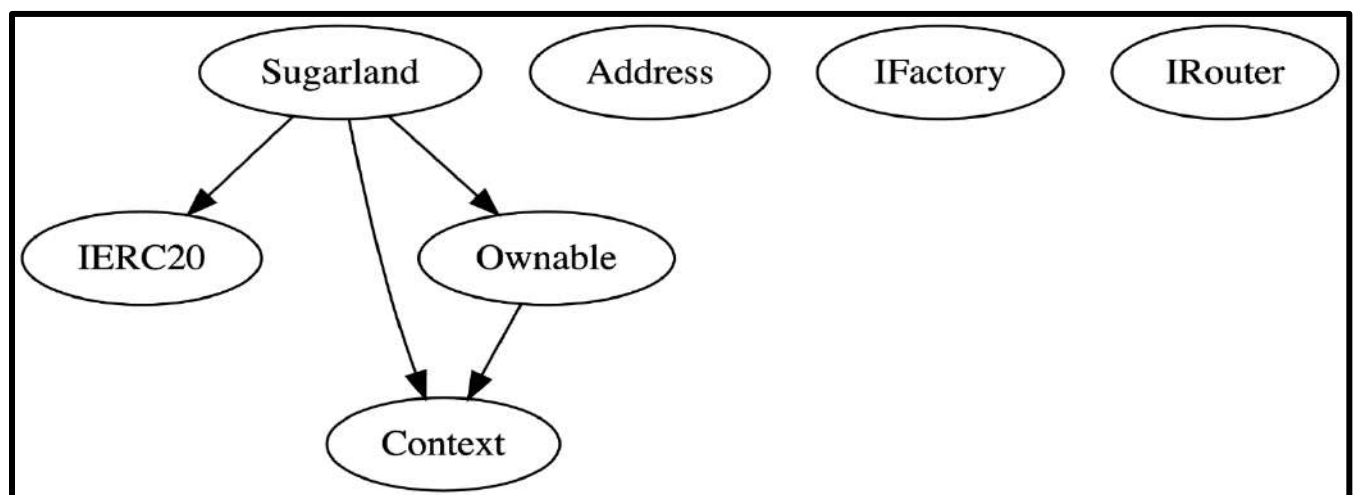 Sugarland
Address
IFactory
IRouter
IERC20
Ownable
Context